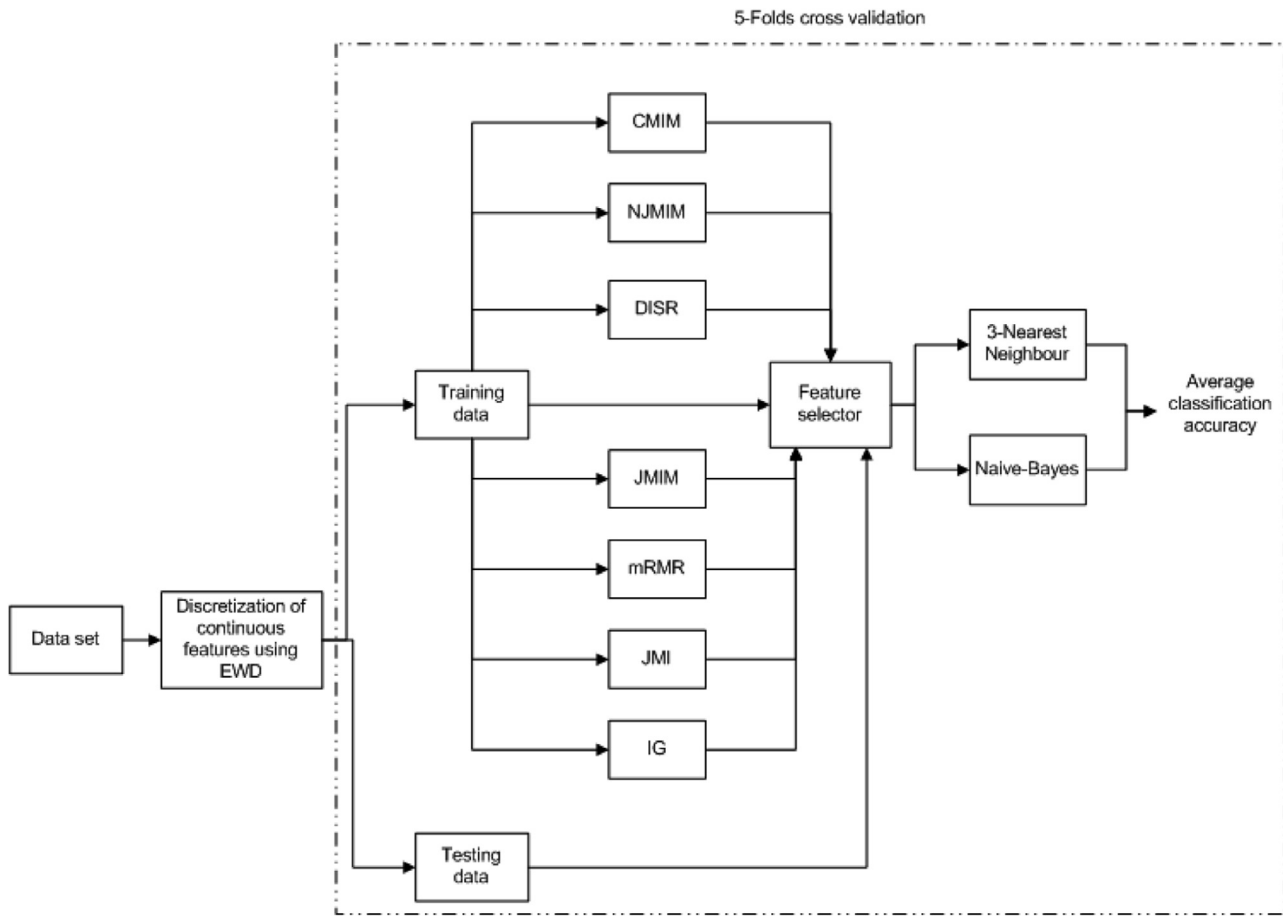 5-Folds cross validation
CMIM
NJMIM
DISR
3-Nearest
Neighbour
Training
data
Feature
selector
Average
classification
accuracy
JMIM
Naive-Bayes
mRMR
Data set
Discretization of
continuous
features using
EWD
JMI
IG
Testing
data